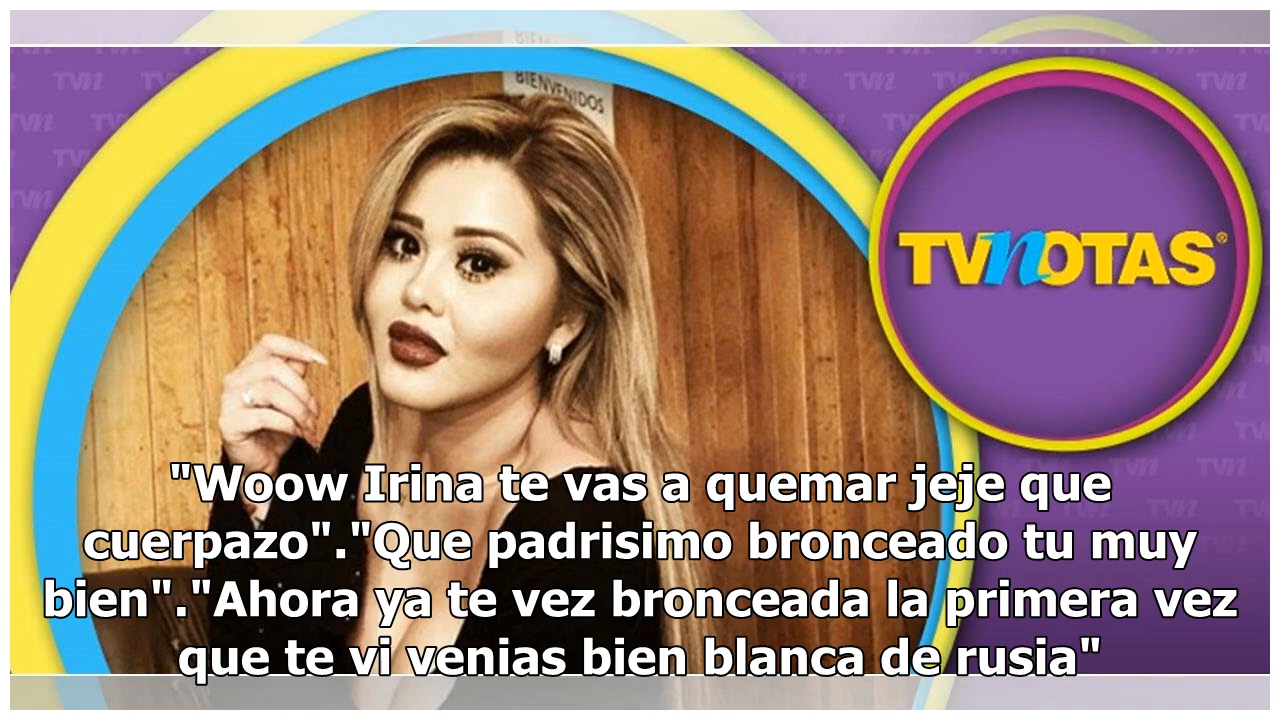 BIENVENIDOS
TVnOTAS®
"Woow Irina te vas a quemar jeje que
cuerpazo"."Que padrisimo bronceado tu muy
bien"."Ahora ya te vez bronceada la primera vez
que te vi venias bien blanca de rusia"